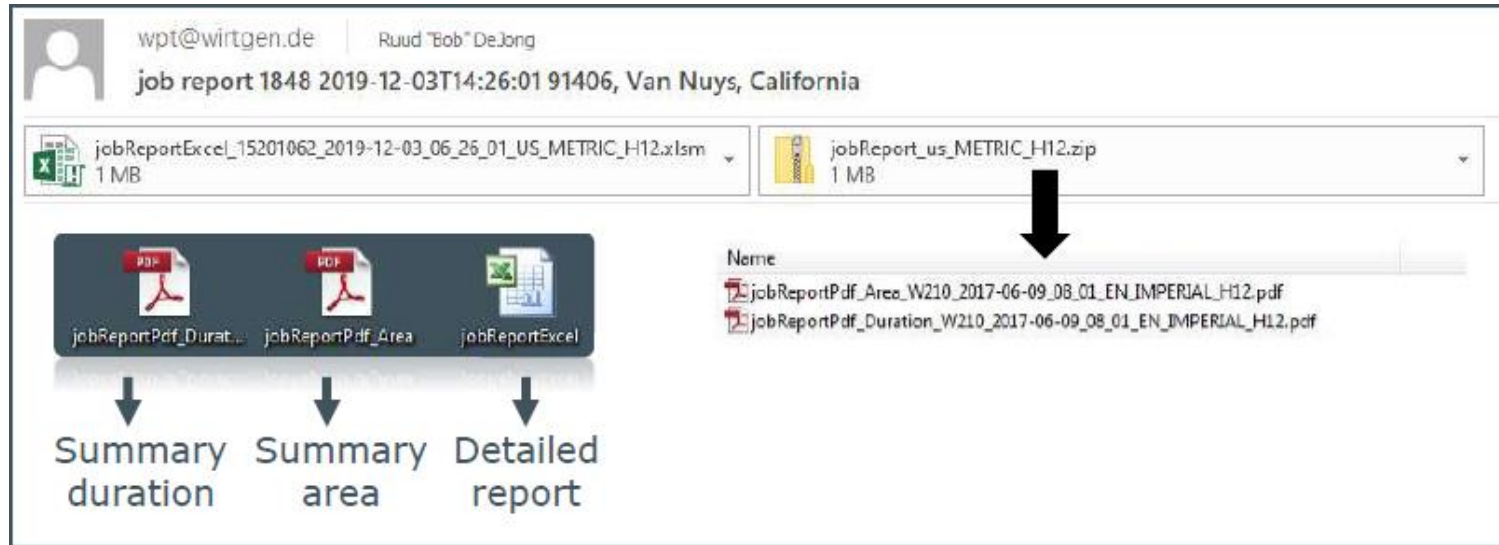 wpt@wirtgen.de Ruud "Bob" DeJong
job report 1848 2019-12-03T14:26:01 91406, Van Nuys, California
jobReportExcel_15201062_2019-12-03_06_26_01_US_METRIC_H12.xlsm
1 MB
jobReport_us_METRIC_H12.zip
1 MB
PDF
PDF
jobReportPdf_Durat... jobReportPdf_Area jobReportExcel
Summary duration
Summary area
Detailed report
Name
jobReportPdf_Area_W210_2017-06-09_08_01_EN_IMPERIAL_H12.pdf
jobReportPdf_Duration_W210_2017-06-09_08_01_EN_IMPERIAL_H12.pdf